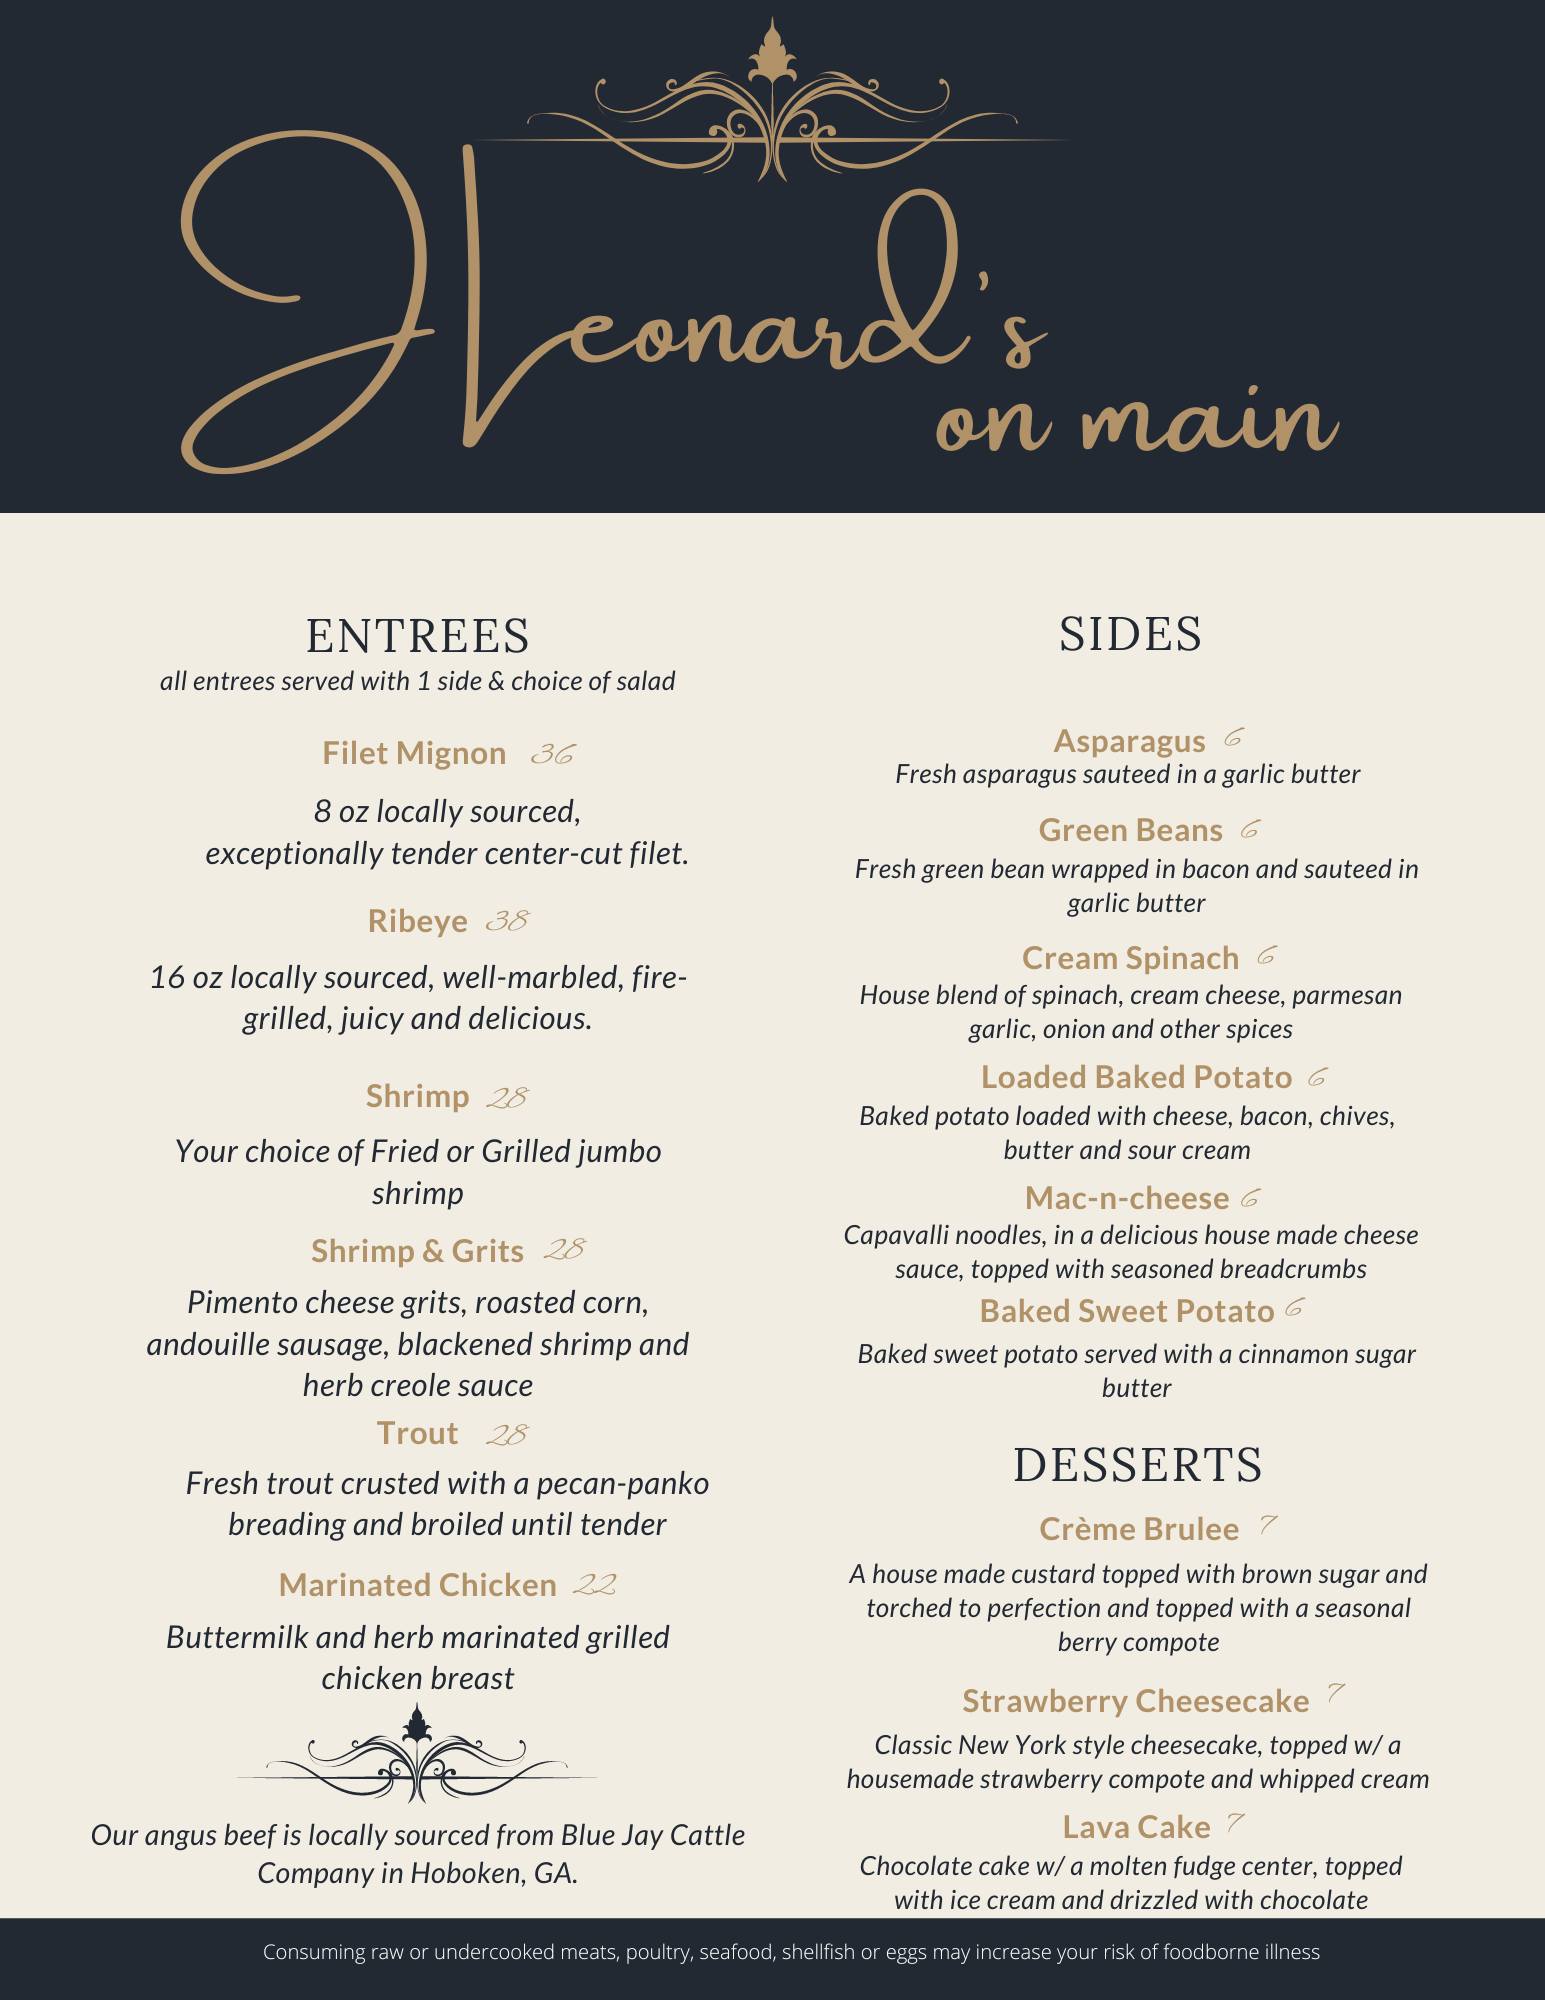 JLeonard's
on main
ENTREES
all entrees served with 1 side & choice of salad
Filet Mignon 36
8 oz locally sourced,
exceptionally tender center-cut filet.
Ribeye 38
16 oz locally sourced, well-marbled, fire-
grilled, juicy and delicious.
Shrimp 28
Your choice of Fried or Grilled jumbo
shrimp
Shrimp & Grits 28
Pimento cheese grits, roasted corn,
andouille sausage, blackened shrimp and
herb creole sauce
Trout 28
Fresh trout crusted with a pecan-panko
breading and broiled until tender
Marinated Chicken 22
Buttermilk and herb marinated grilled
chicken breast
Our angus beef is locally sourced from Blue Jay Cattle
Company in Hoboken, GA.
SIDES
Asparagus 6
Fresh asparagus sauteed in a garlic butter
Green Beans 6
Fresh green bean wrapped in bacon and sauteed in
garlic butter
Cream Spinach 6
House blend of spinach, cream cheese, parmesan
garlic, onion and other spices
Loaded Baked Potato 6
Baked potato loaded with cheese, bacon, chives,
butter and sour cream
Mac-n-cheese 6
Capavalli noodles, in a delicious house made cheese
sauce, topped with seasoned breadcrumbs
Baked Sweet Potato 6
Baked sweet potato served with a cinnamon sugar
butter
DESSERTS
Crème Brulee 7
A house made custard topped with brown sugar and
torched to perfection and topped with a seasonal
berry compote
Strawberry Cheesecake 7
Classic New York style cheesecake, topped w/ a
housemade strawberry compote and whipped cream
Lava Cake 7
Chocolate cake w/ a molten fudge center, topped
with ice cream and drizzled with chocolate
Consuming raw or undercooked meats, poultry, seafood, shellfish or eggs may increase your risk of foodborne illness